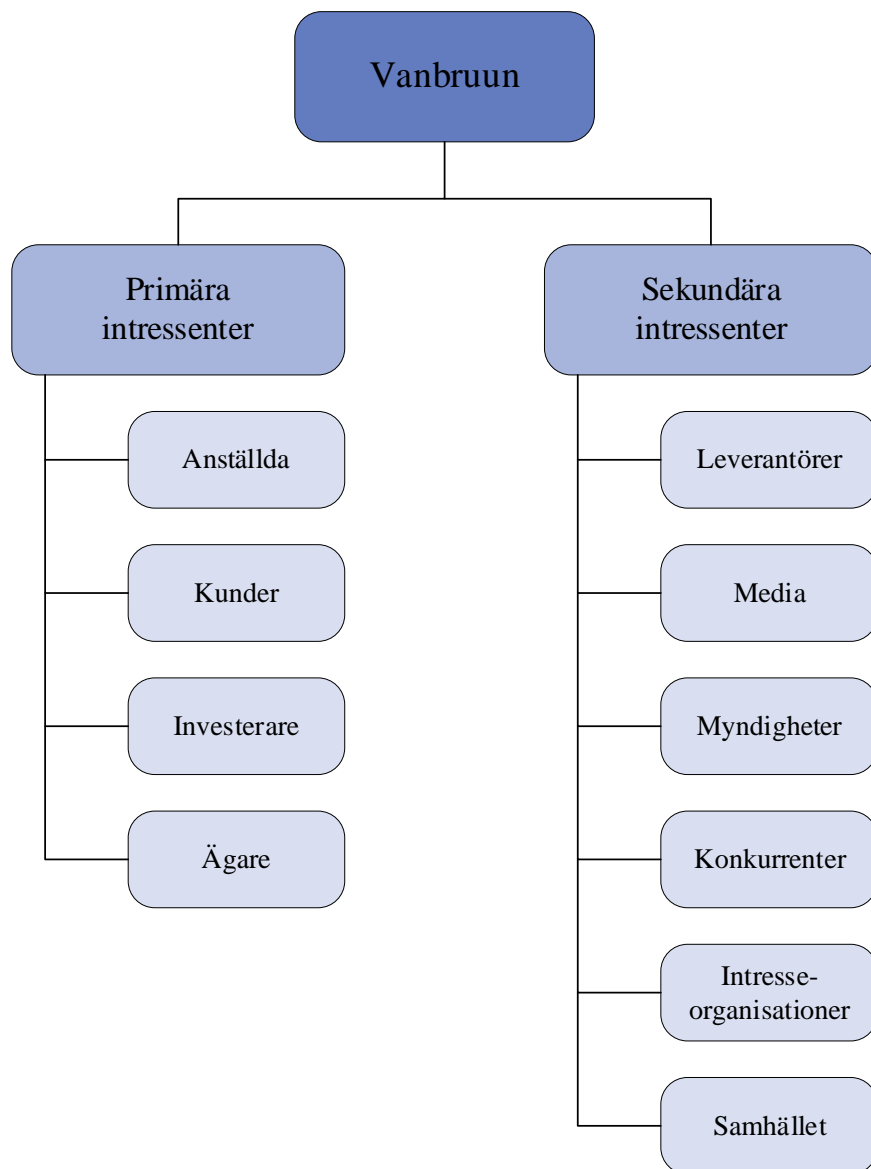 Vanbruun
Primära
intressenter
Anställda
Kunder
Investerare
Ägare
Sekundära
intressenter
Leverantörer
Media
Myndigheter
Konkurrenter
Intresse-
organisationer
Samhället